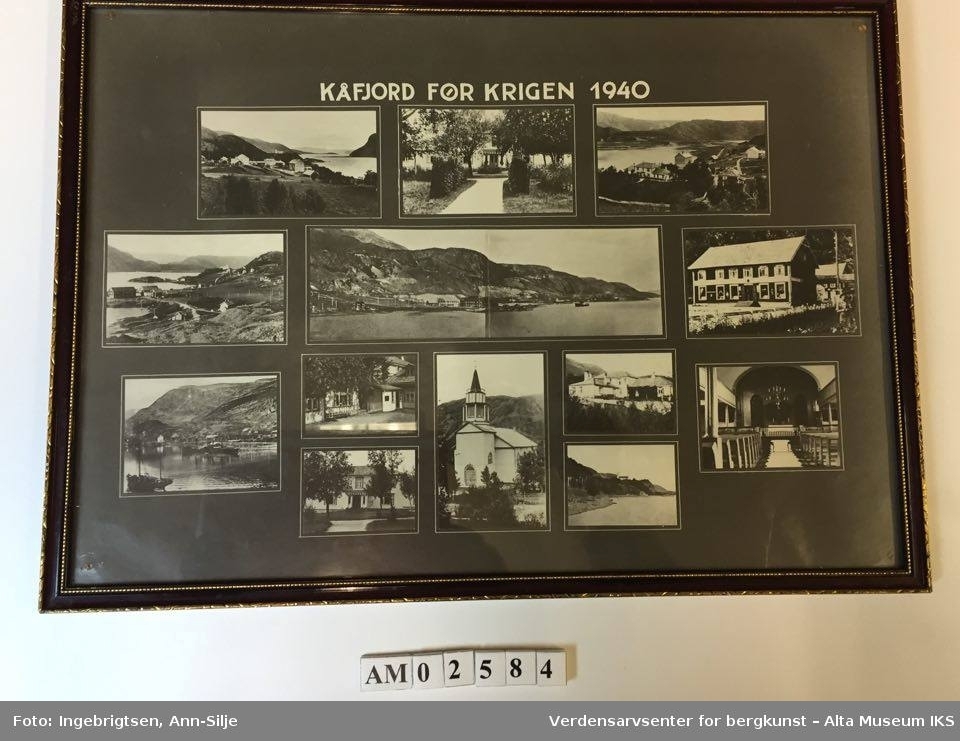 KÅFJORD FØR KRIGEN 1940
AM 0 2 5 8 4
Foto: Ingebrigtsen, Ann-Silje
Verdensarvsenter for bergkunst – Alta Museum IKS